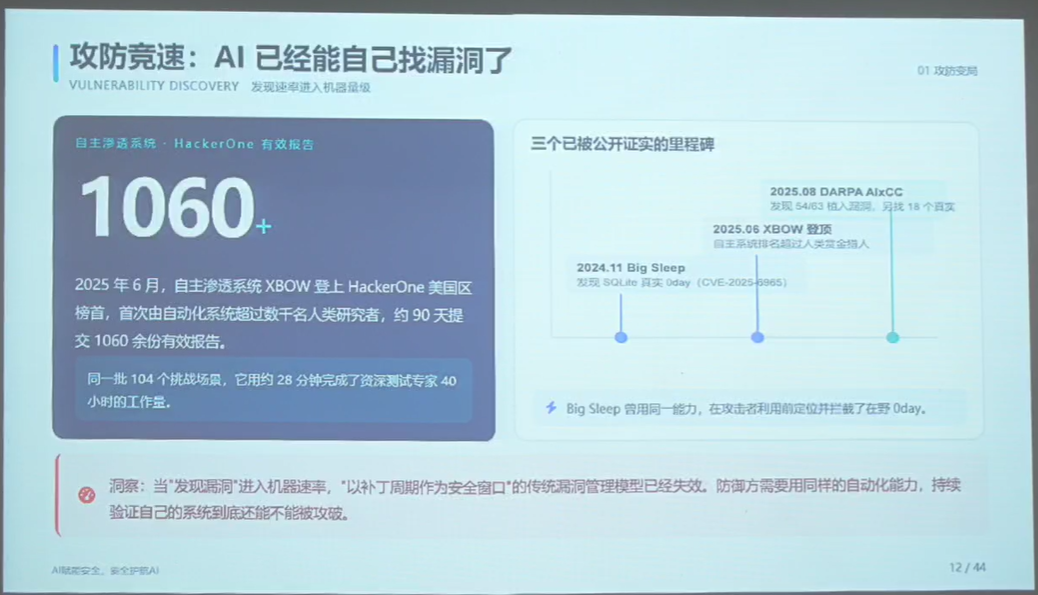 攻防竞速：AI 已经能自己找漏洞了
VULNERABILITY DISCOVERY 发现速率进入机器量级
01 攻防变局
自主渗透系统 · HackerOne 有效报告
1060+
2025 年 6 月，自主渗透系统 XBOW 登上 HackerOne 美国区
榜首，首次由自动化系统超过数千名人类研究者，约 90 天提
交 1060 余份有效报告。
同一批 104 个挑战场景，它用约 28 分钟完成了资深测试专家 40
小时的工作量。
三个已被公开证实的里程碑
2025.08 DARPA AIxCC
发现 54/63 植入漏洞，另找 18 个真实
2025.06 XBOW 登顶
自主系统排名超过人类赏金猎人
2024.11 Big Sleep
发现 SQLite 真实 0day（CVE-2025-6965）
Big Sleep 曾用同一能力，在攻击者利用前定位并拦截了在野 0day。
洞察：当"发现漏洞"进入机器速率，"以补丁周期作为安全窗口"的传统漏洞管理模型已经失效。防御方需要用同样的自动化能力，持续
验证自己的系统到底还能不能被攻破。
AI赋能安全，安全护航AI
12 / 44